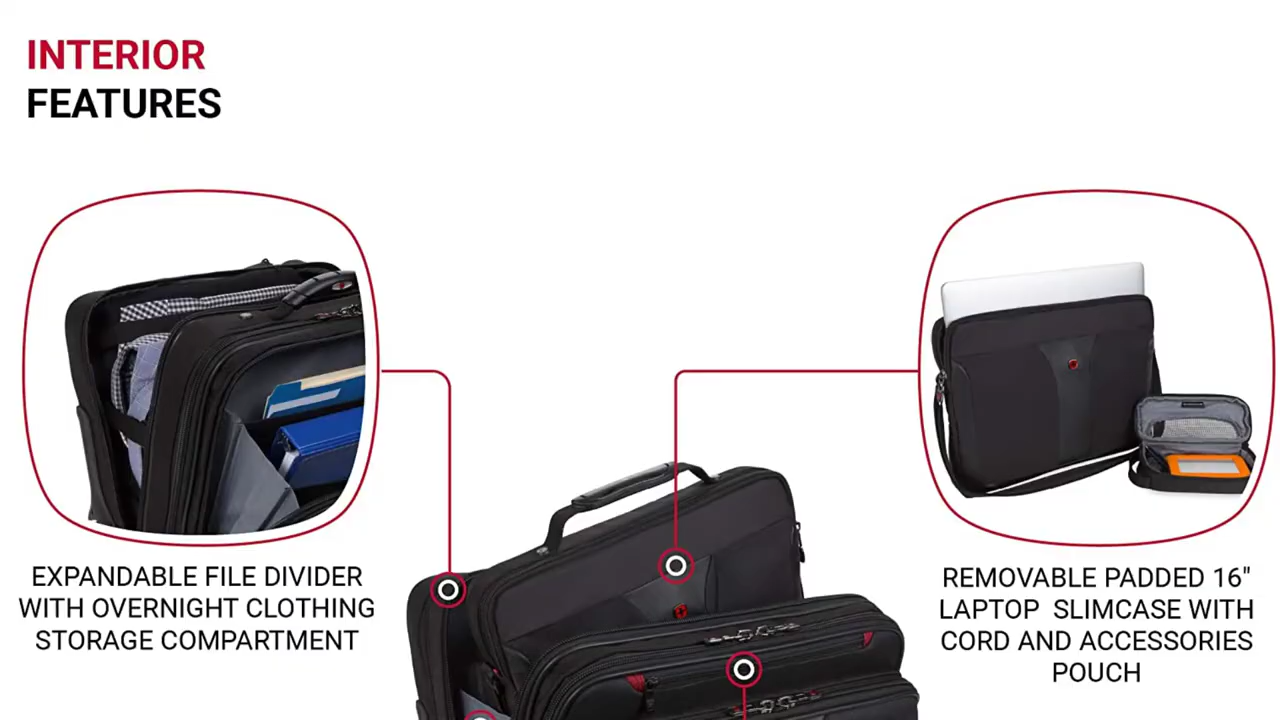 INTERIOR
FEATURES
EXPANDABLE FILE DIVIDER
WITH OVERNIGHT CLOTHING
STORAGE COMPARTMENT
REMOVABLE PADDED 16"
LAPTOP SLIMCASE WITH
CORD AND ACCESSORIES
POUCH